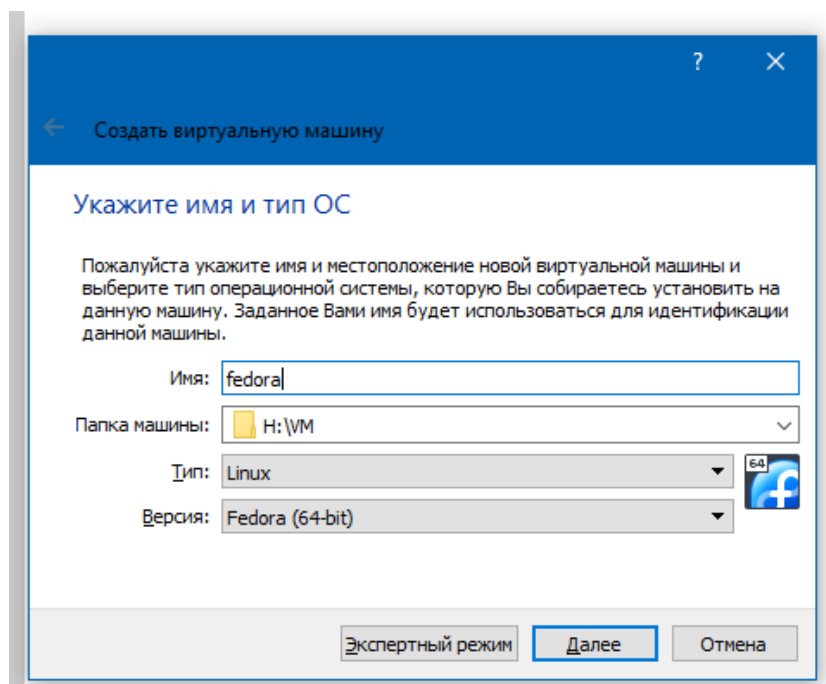 ?
Создать виртуальную машину
Укажите имя и тип ОС
Пожалуйста укажите имя и местоположение новой виртуальной машины и
выберите тип операционной системы, которую Вы собираетесь установить на
данную машину. Заданное Вами имя будет использоваться для идентификации
данной машины.
Имя: fedora
Папка машины: H:\VM
Тип: Linux
64
Версия: Fedora (64-bit)
Экспертный режим Далее Отмена